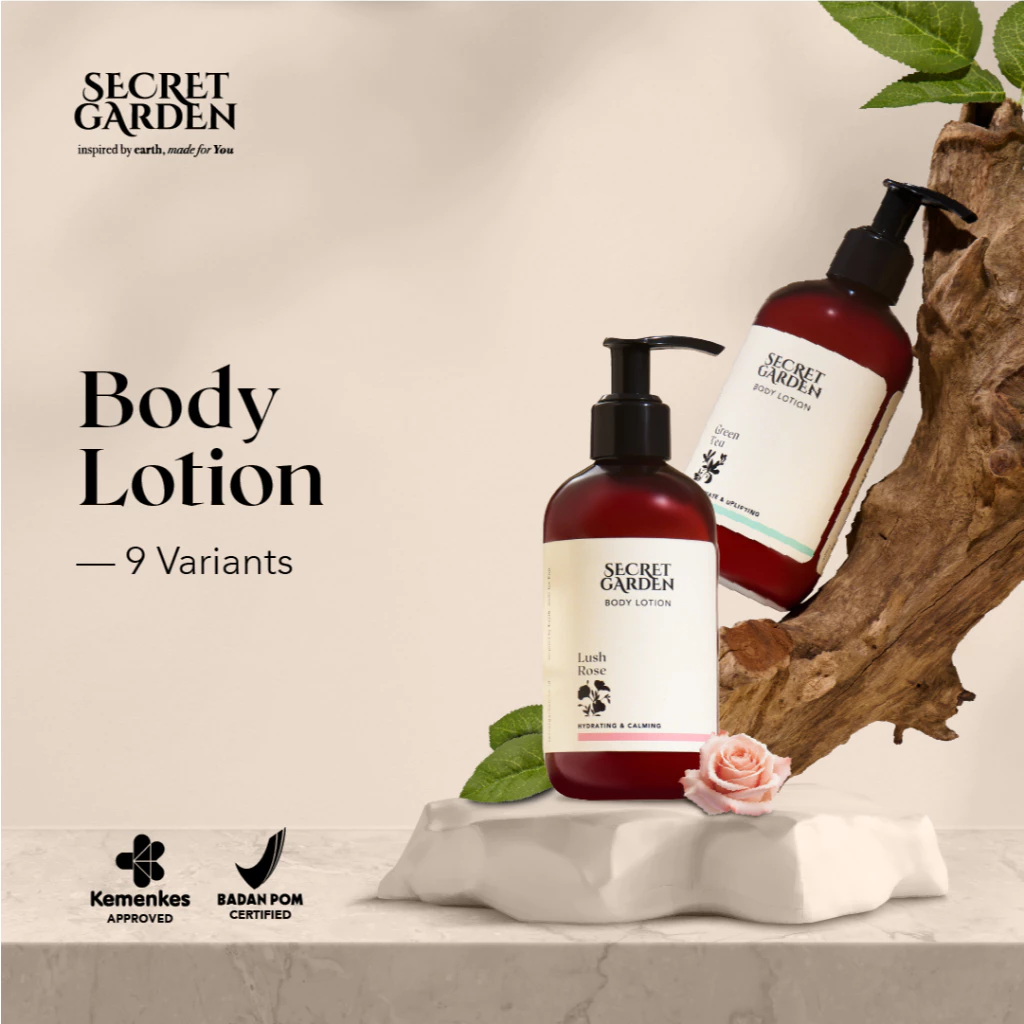 SECRET
GARDEN
inspired by earth, made for You
Body
Lotion
— 9 Variants
SECRET
GARDEN
BODY LOTION
Green
Tea
& UPLIFTING
SECRET
GARDEN
BODY LOTION
Lush
Rose
HYDRATING & CALMING
Kemenkes
APPROVED
BADAN POM
CERTIFIED